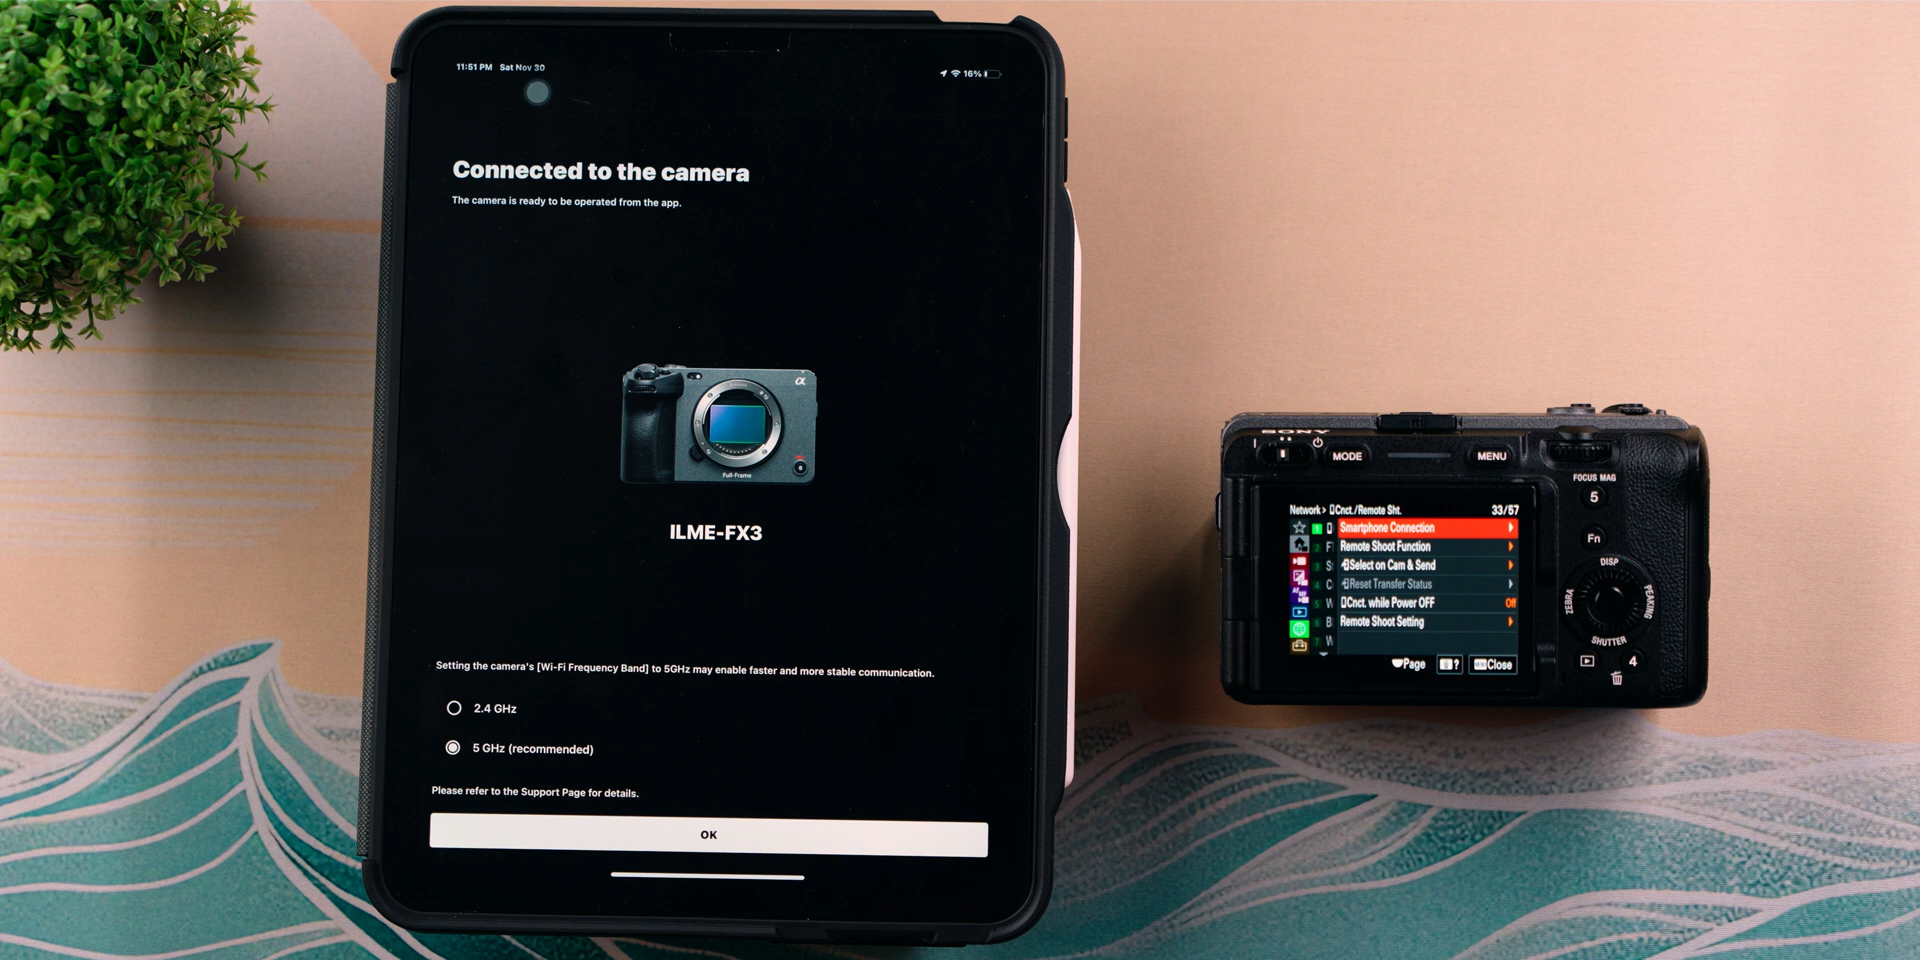 11:51 PM Sat Nov 30
16%
Connected to the camera
The camera is ready to be operated from the app.
α
Full-Frame
ILME-FX3
Setting the camera's [Wi-Fi Frequency Band] to 5GHz may enable faster and more stable communication.
2.4 GHz
5 GHz (recommended)
Please refer to the Support Page for details.
OK
SONY
MODE
MENU
FOCUS MAG
5
Fn
DISP
ZEBRA
PEAKING
SHUTTER
4
Network > Cnct./Remote Sht. 33/57
1 Smartphone Connection
Remote Shoot Function
Select on Cam & Send
Reset Transfer Status
Cnct. while Power OFF Off
Remote Shoot Setting
Page ? Close